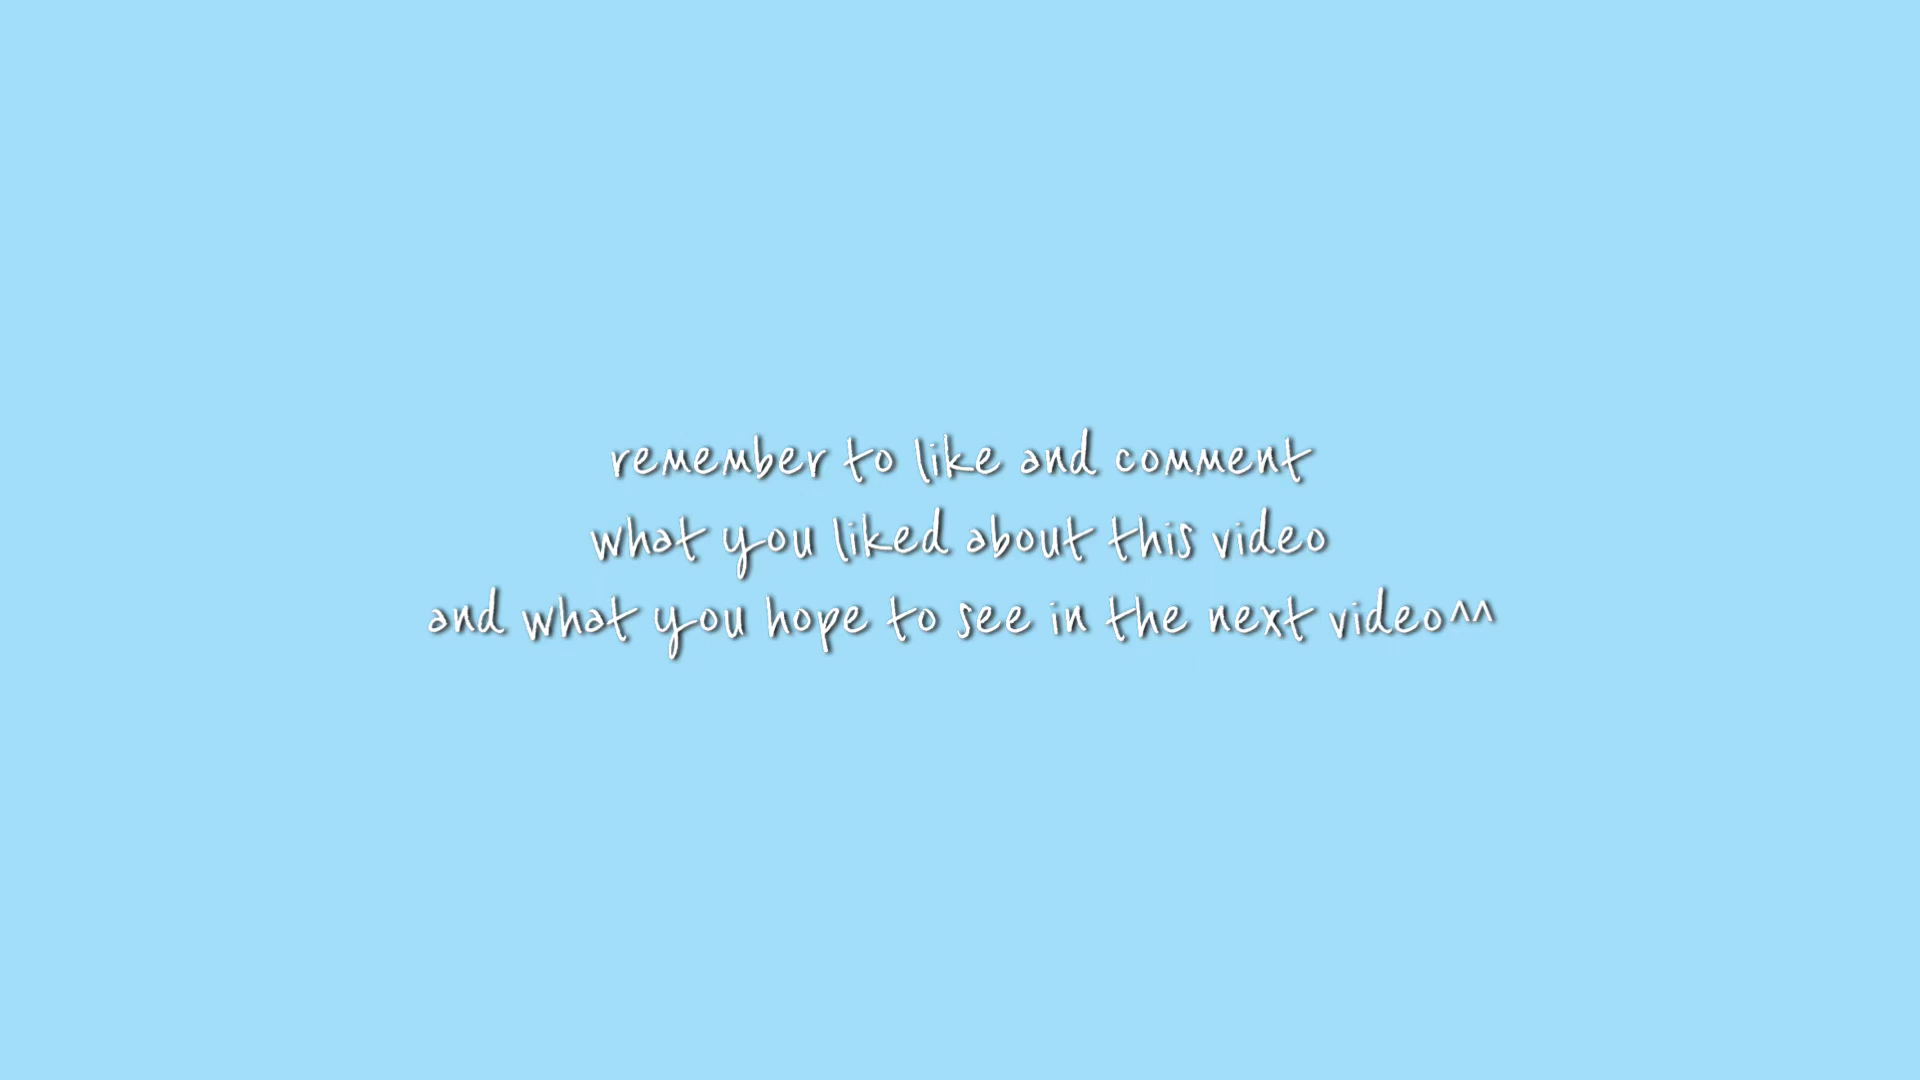 remember to like and comment
what you liked about this video
and what you hope to see in the next video^^